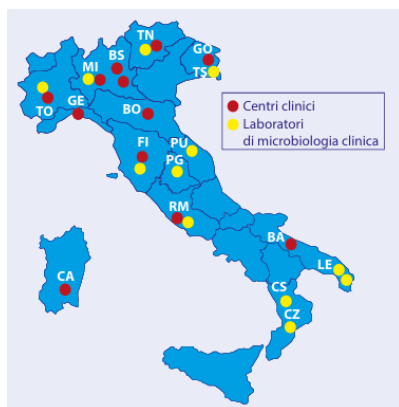 TN
BS
GO
MI
TS
TO
GE
BO
Centri clinici
Laboratori
di microbiologia clinica
FI
PU
PG
RM
BA
LE
CA
CS
CZ